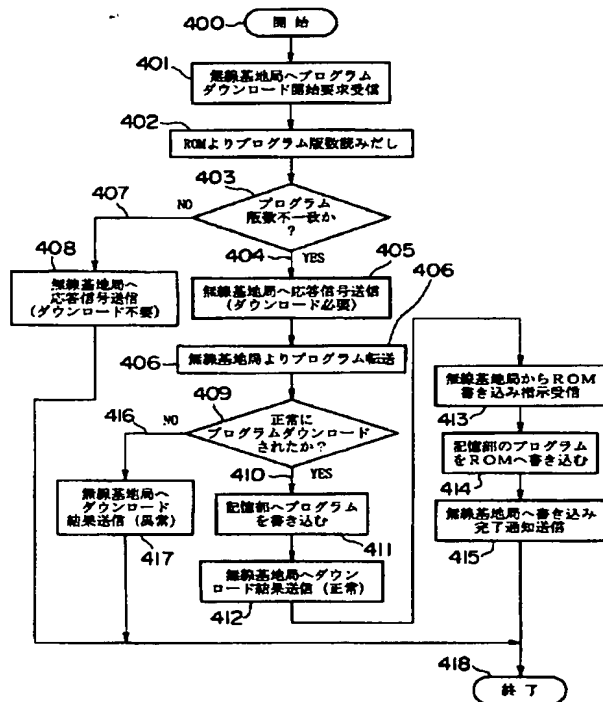 400
開 始
401
無線基地局へプログラム
ダウンロード開始要求受信
402
ROMよりプログラム版数読みだし
403
プログラム
版数不一致か
?
407
NO
404
YES
408
無線基地局へ
応答信号送信
(ダウンロード不要)
405
無線基地局へ応答信号送信
(ダウンロード必要)
406
406
無線基地局よりプログラム転送
409
正常に
プログラムダウンロード
されたか?
416
NO
410
YES
無線基地局へ
ダウンロード
結果送信(異常)
417
記憶部へプログラム
を書き込む
411
無線基地局へダウン
ロード結果送信(正常)
412
無線基地局からROM
書き込み指示受信
413
記憶部のプログラム
をROMへ書き込む
414
無線基地局へ書き込み
完了通知送信
415
418
終 了